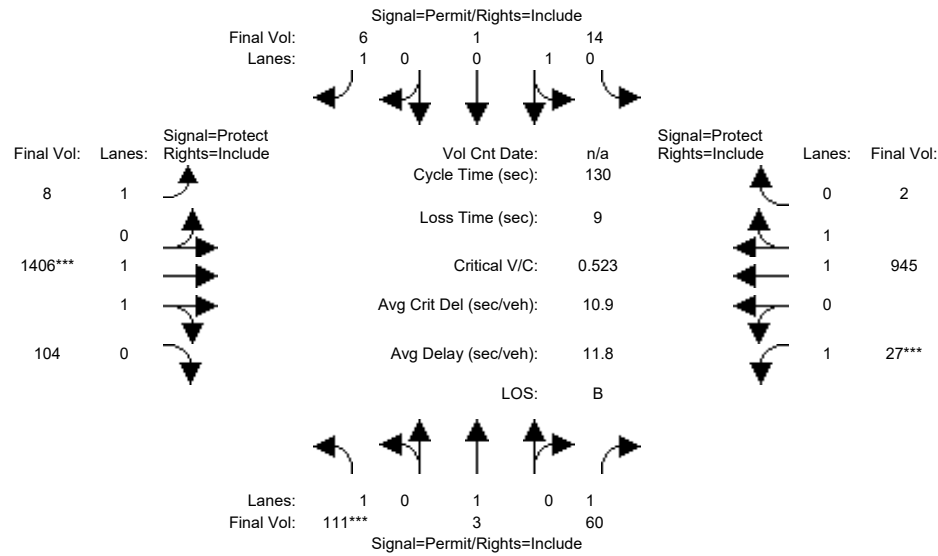 Signal=Permit/Rights=Include
Final Vol: 6 1 14
Lanes: 1 0 0 1 0
Signal=Protect
Rights=Include
Final Vol: Lanes:
Vol Cnt Date: n/a
Signal=Protect
Rights=Include
Lanes: Final Vol:
Cycle Time (sec): 130
8 1
0 2
Loss Time (sec): 9
0
1
1406*** 1
Critical V/C: 0.523
1 945
1
Avg Crit Del (sec/veh): 10.9
0
104 0
Avg Delay (sec/veh): 11.8
1 27***
LOS: B
Lanes: 1 0 1 0 1
Final Vol: 111*** 3 60
Signal=Permit/Rights=Include